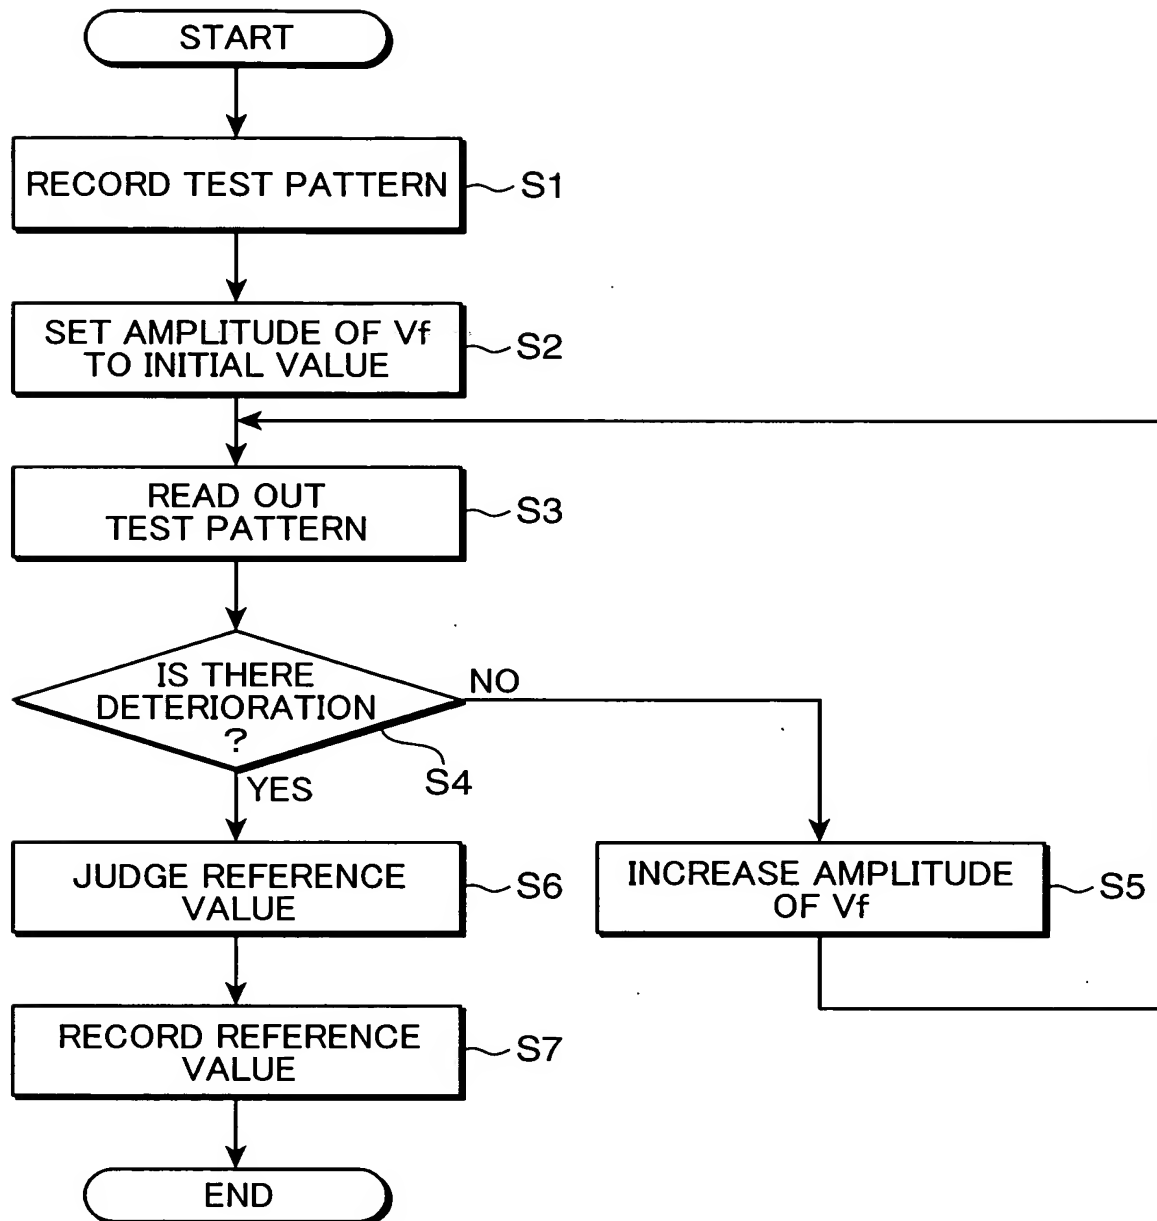 START
RECORD TEST PATTERN
S1
SET AMPLITUDE OF Vf
TO INITIAL VALUE
S2
READ OUT
TEST PATTERN
S3
IS THERE
DETERIORATION
?
NO
S4
YES
INCREASE AMPLITUDE
OF Vf
S5
JUDGE REFERENCE
VALUE
S6
RECORD REFERENCE
VALUE
S7
END